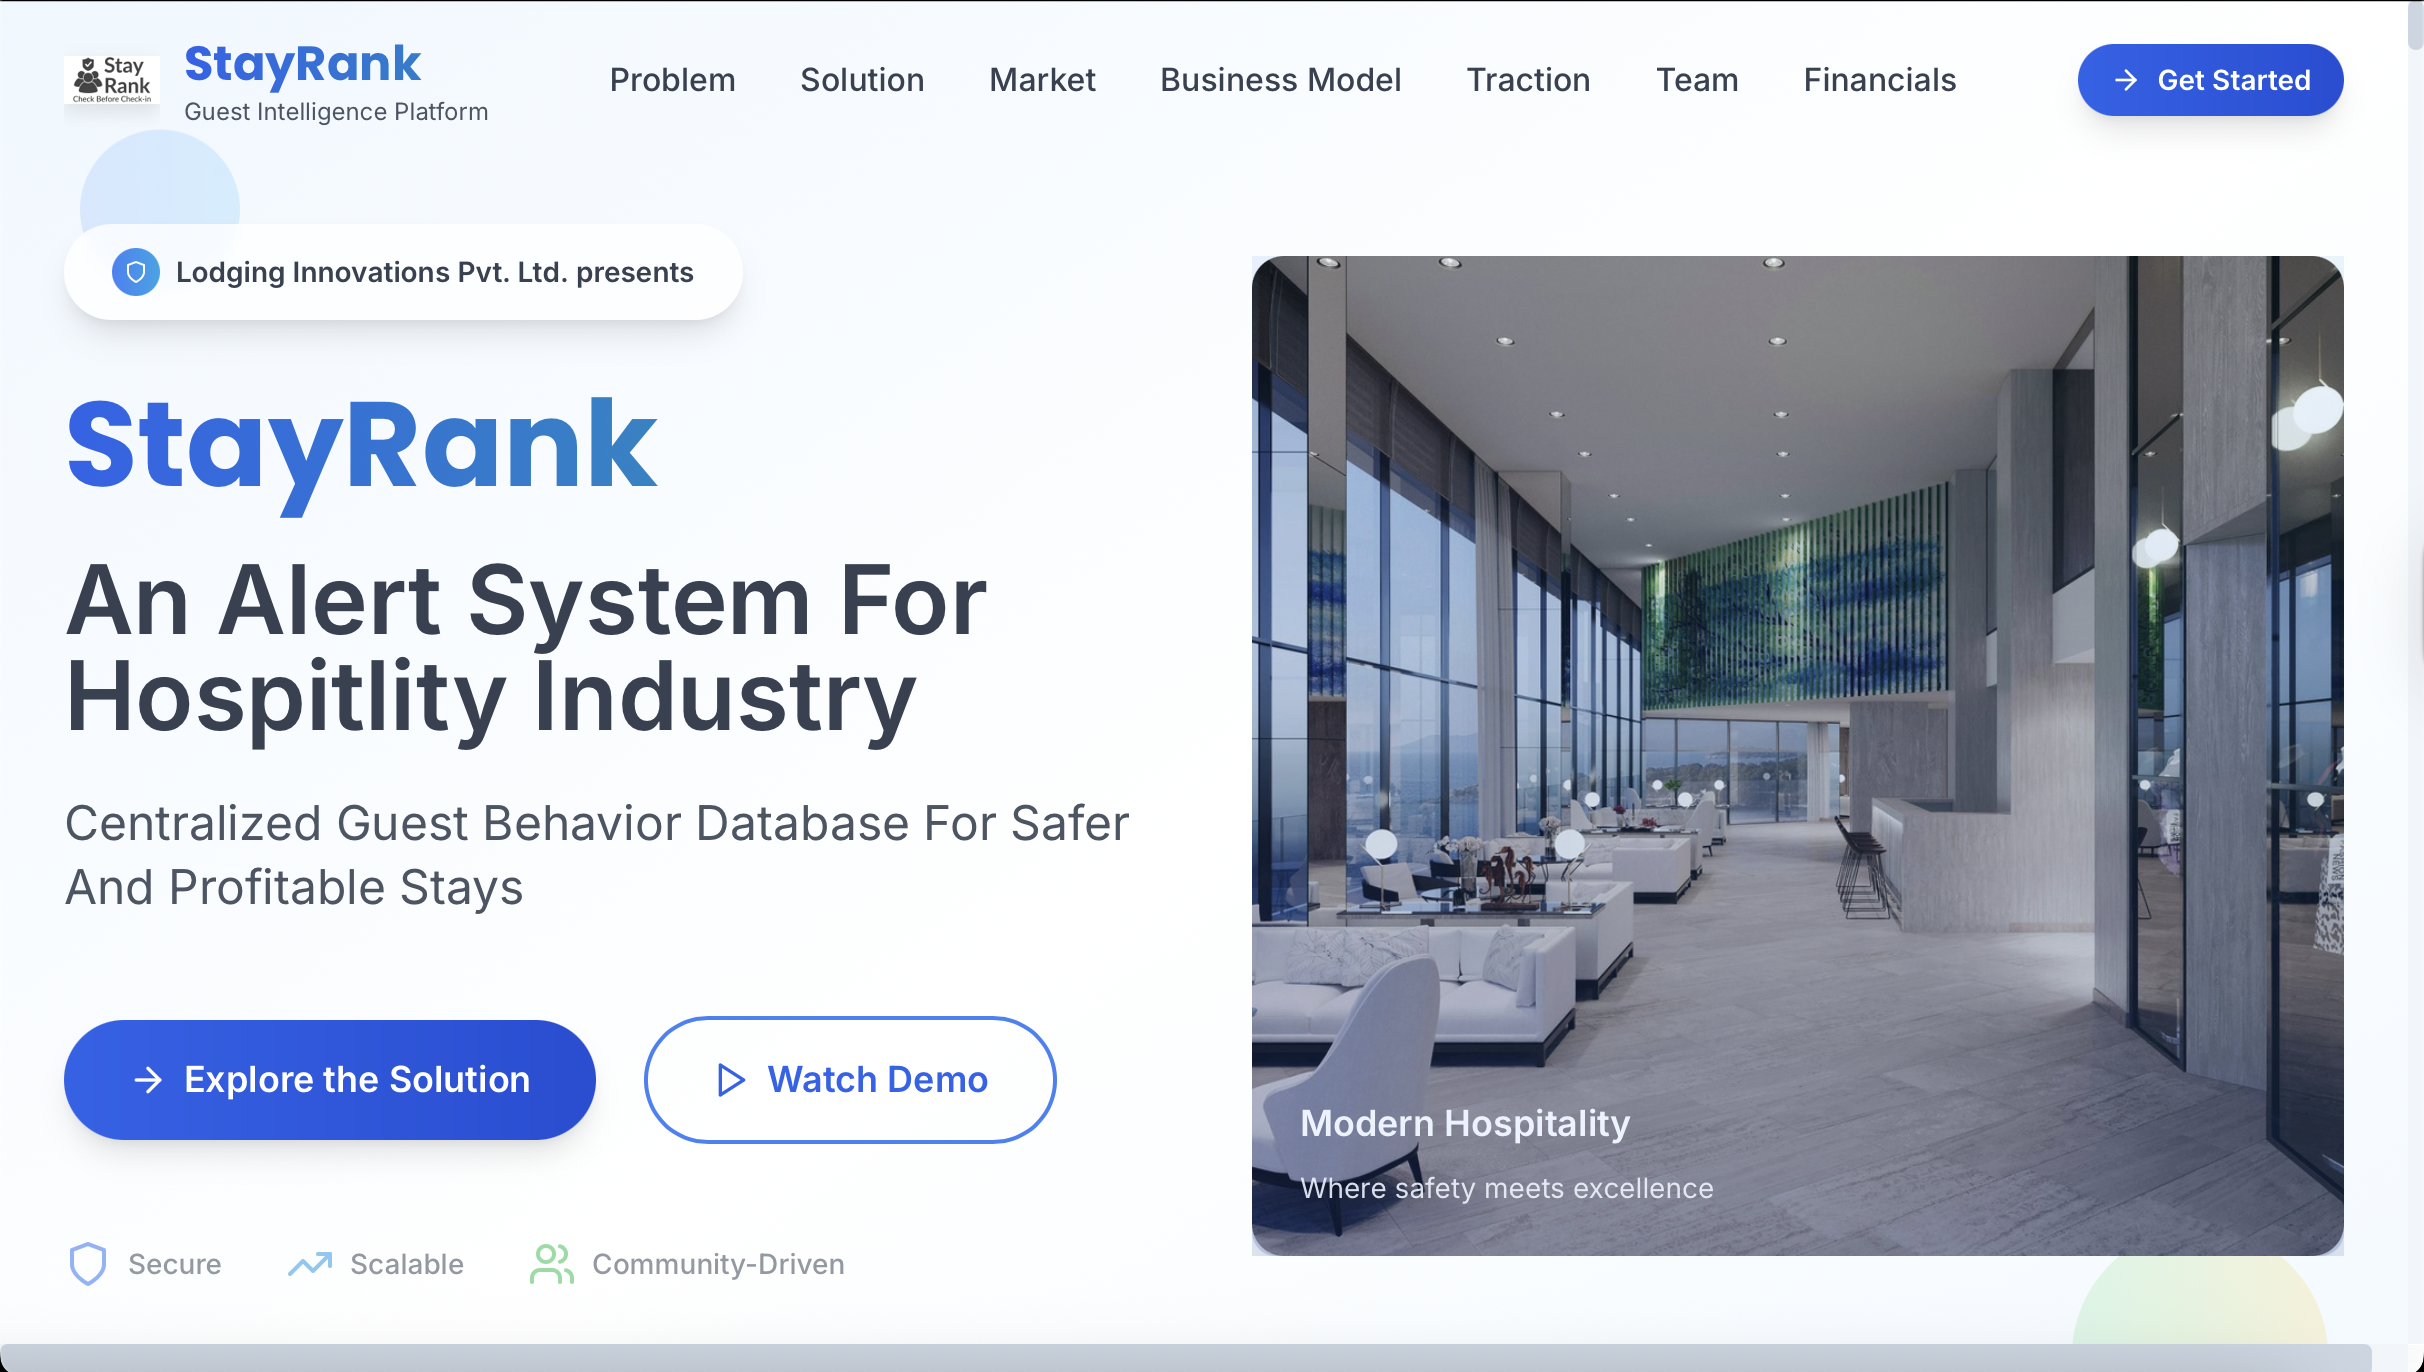 Stay
Rank
Check Before Check-in
StayRank
Guest Intelligence Platform
Problem
Solution
Market
Business Model
Traction
Team
Financials
Get Started
Lodging Innovations Pvt. Ltd. presents
StayRank
An Alert System For
Hospitlity Industry
Centralized Guest Behavior Database For Safer
And Profitable Stays
Explore the Solution
Watch Demo
Secure
Scalable
Community-Driven
Modern Hospitality
Where safety meets excellence